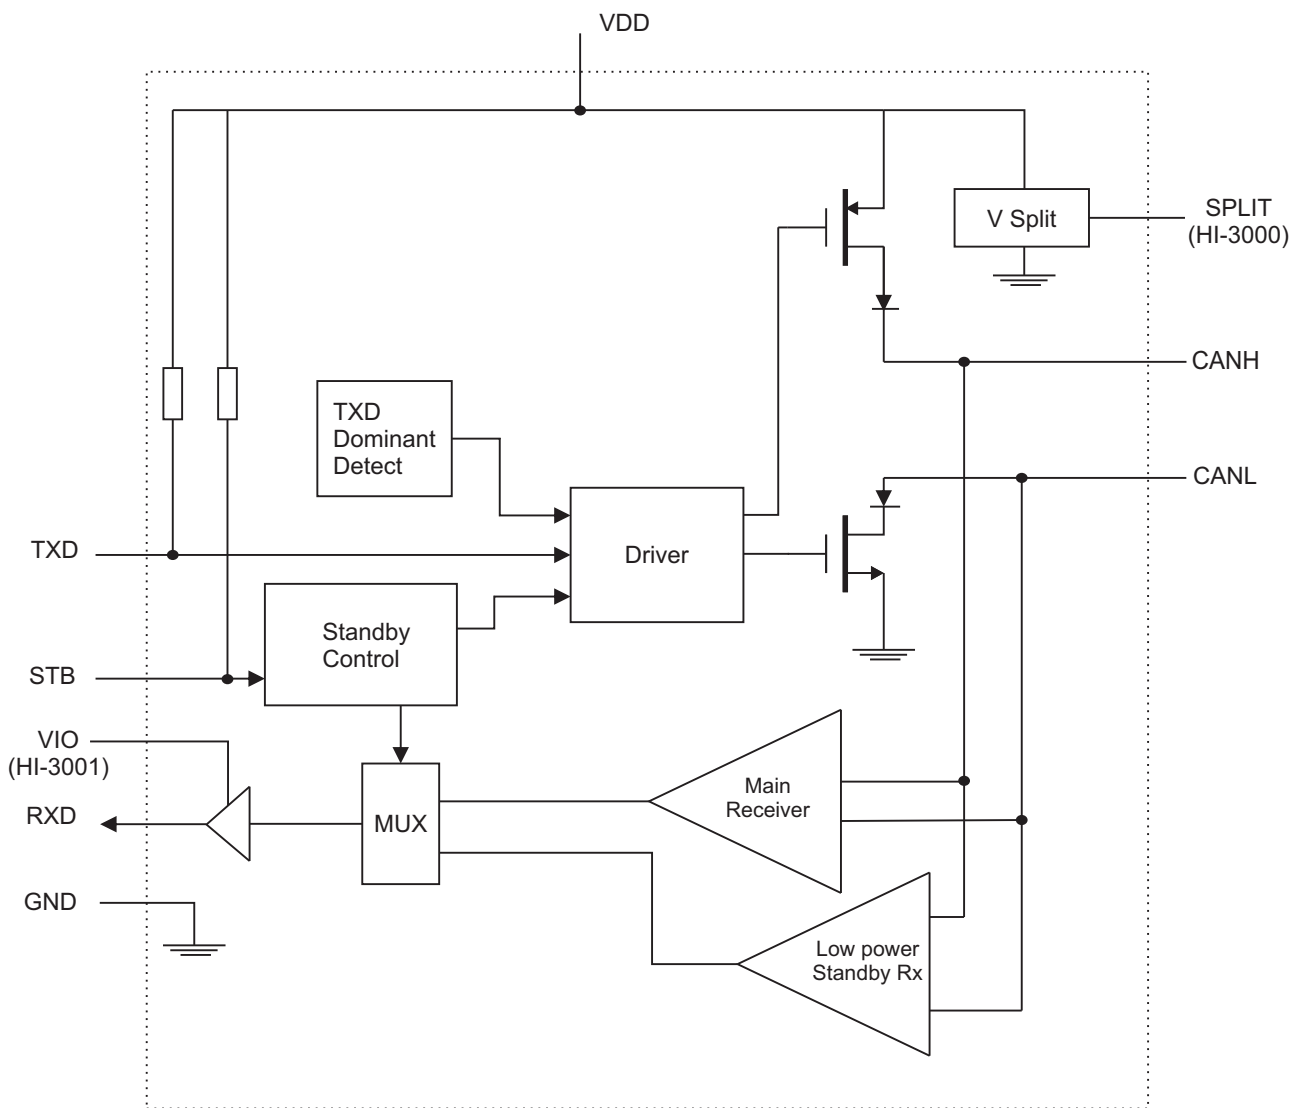 VDD
V Split
SPLIT
(HI-3000)
CANH
TXD
Dominant
Detect
CANL
TXD
Driver
Standby
Control
STB
VIO
(HI-3001)
Main
Receiver
RXD
MUX
GND
Low power
Standby Rx